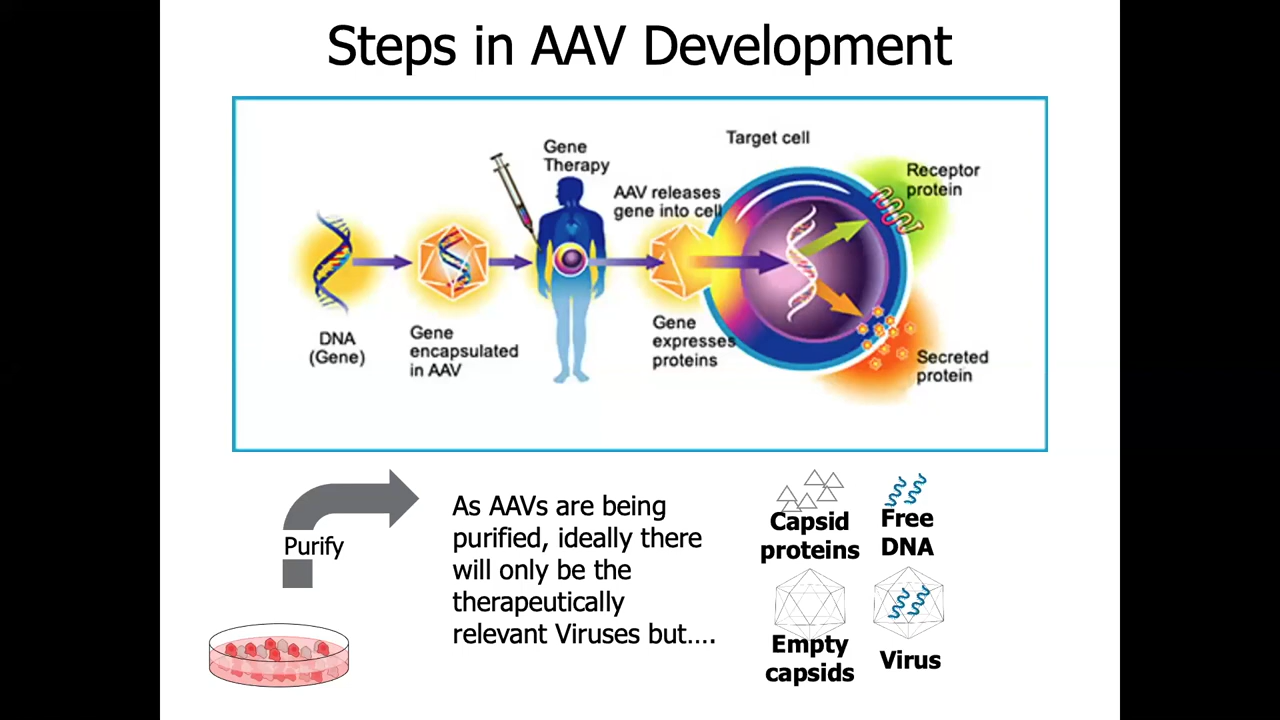 Steps in AAV Development
Gene
Therapy
Target cell
AAV releases
gene into cell
Receptor
protein
DNA
(Gene)
Gene
encapsulated
in AAV
Gene
expresses
proteins
Secreted
protein
Purify
As AAVs are being
purified, ideally there
will only be the
therapeutically
relevant Viruses but....
Capsid
proteins
Free
DNA
Empty
capsids
Virus